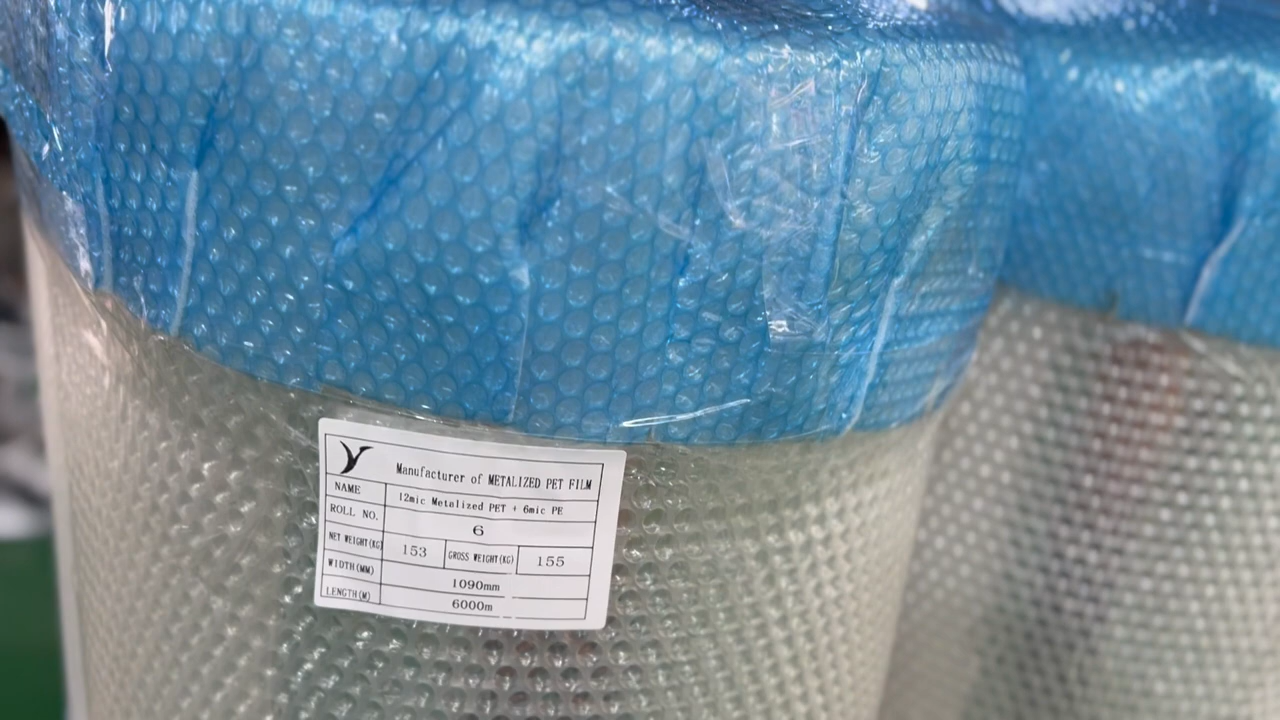 Manufacturer of METALIZED PET FILM
NAME 12mic Metalized PET + 6mic PE
ROLL NO. 6
NET WEIGHT(KG) 153 GROSS WEIGHT(KG) 155
WIDTH(MM) 1090mm
LENGTH(M) 6000m